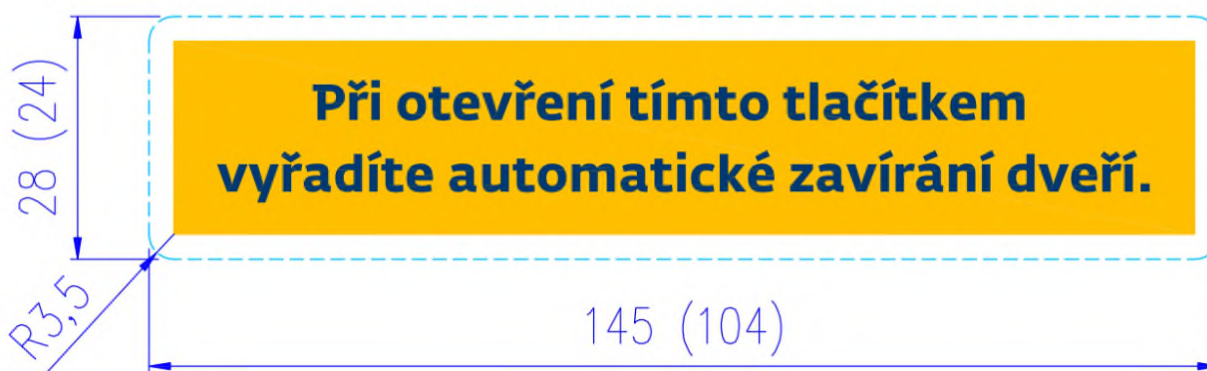 28 (24)
Při otevření tímto tlačítkem
vyřadíte automatické zavírání dveří.
R3,5
145 (104)